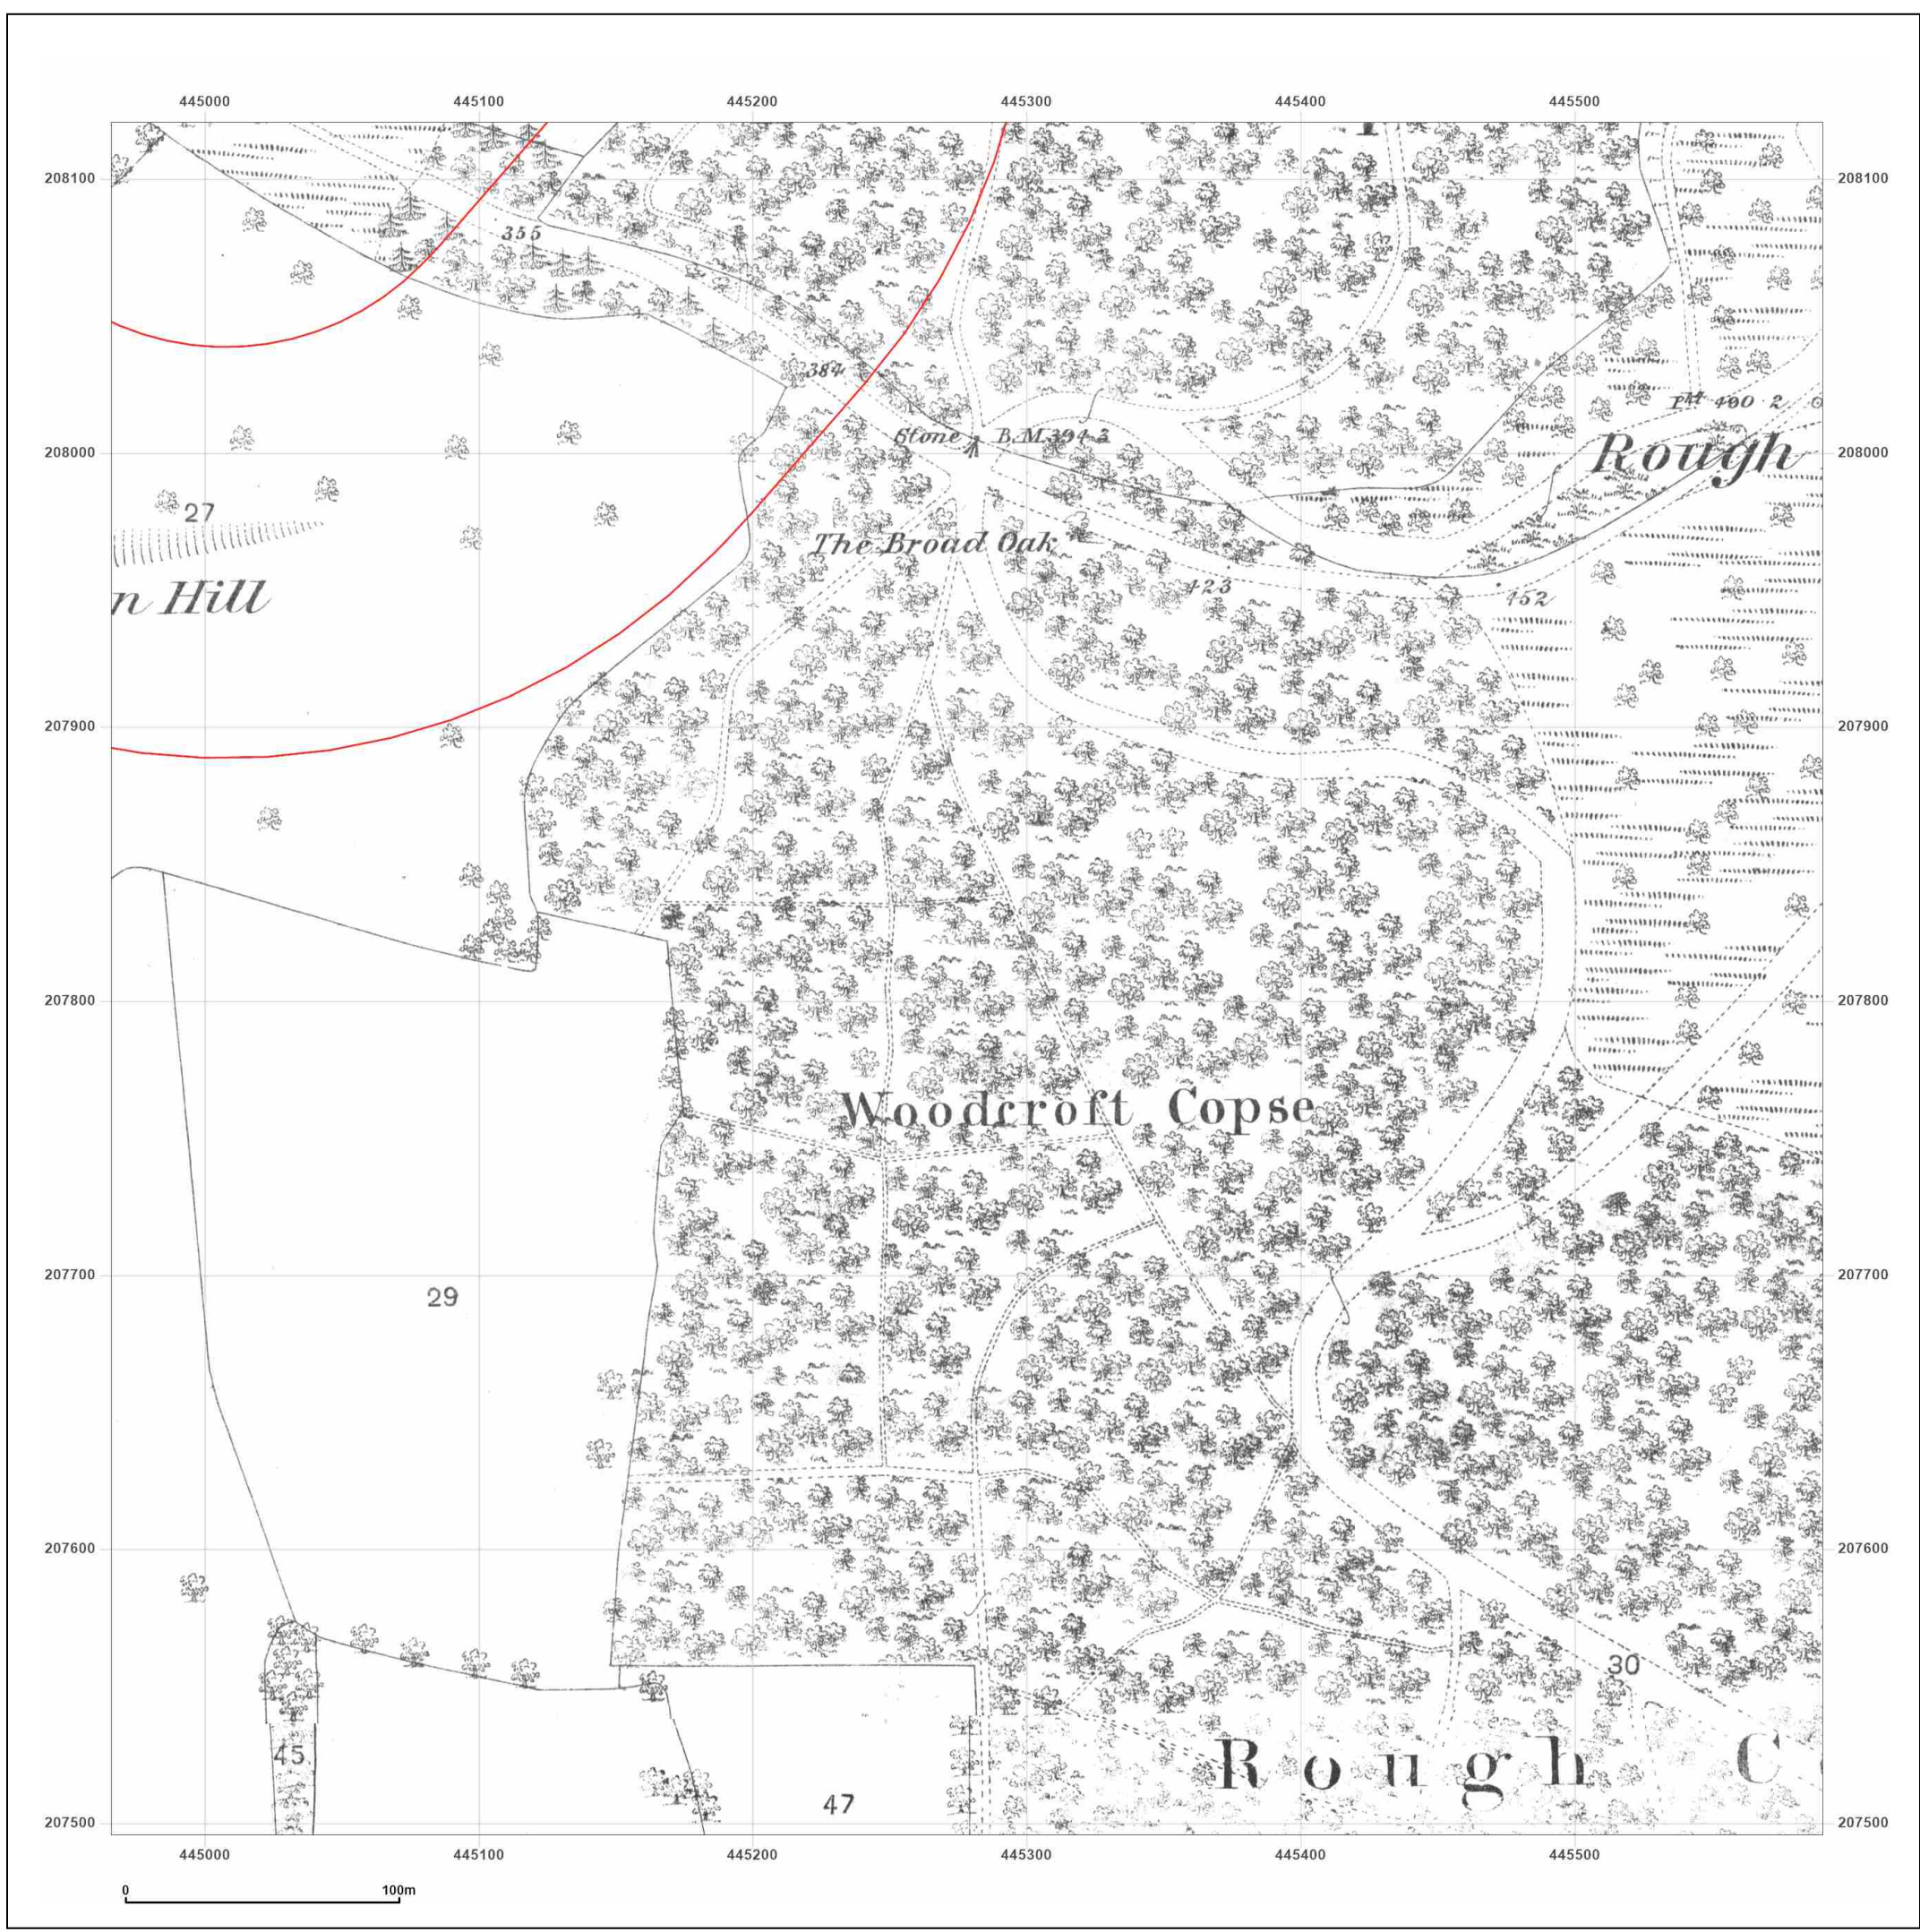 445000 445100 445200 445300 445400 445500
208100 208100
355
384
Stone B.M.394·3
400·2
Rough
208000 208000
27
The Broad Oak
n Hill
423
452
207900 207900
207800 207800
Woodcroft Copse
207700 207700
29
207600 207600
30
45
Rough C
47
207500 207500
445000 445100 445200 445300 445400 445500
0 100m